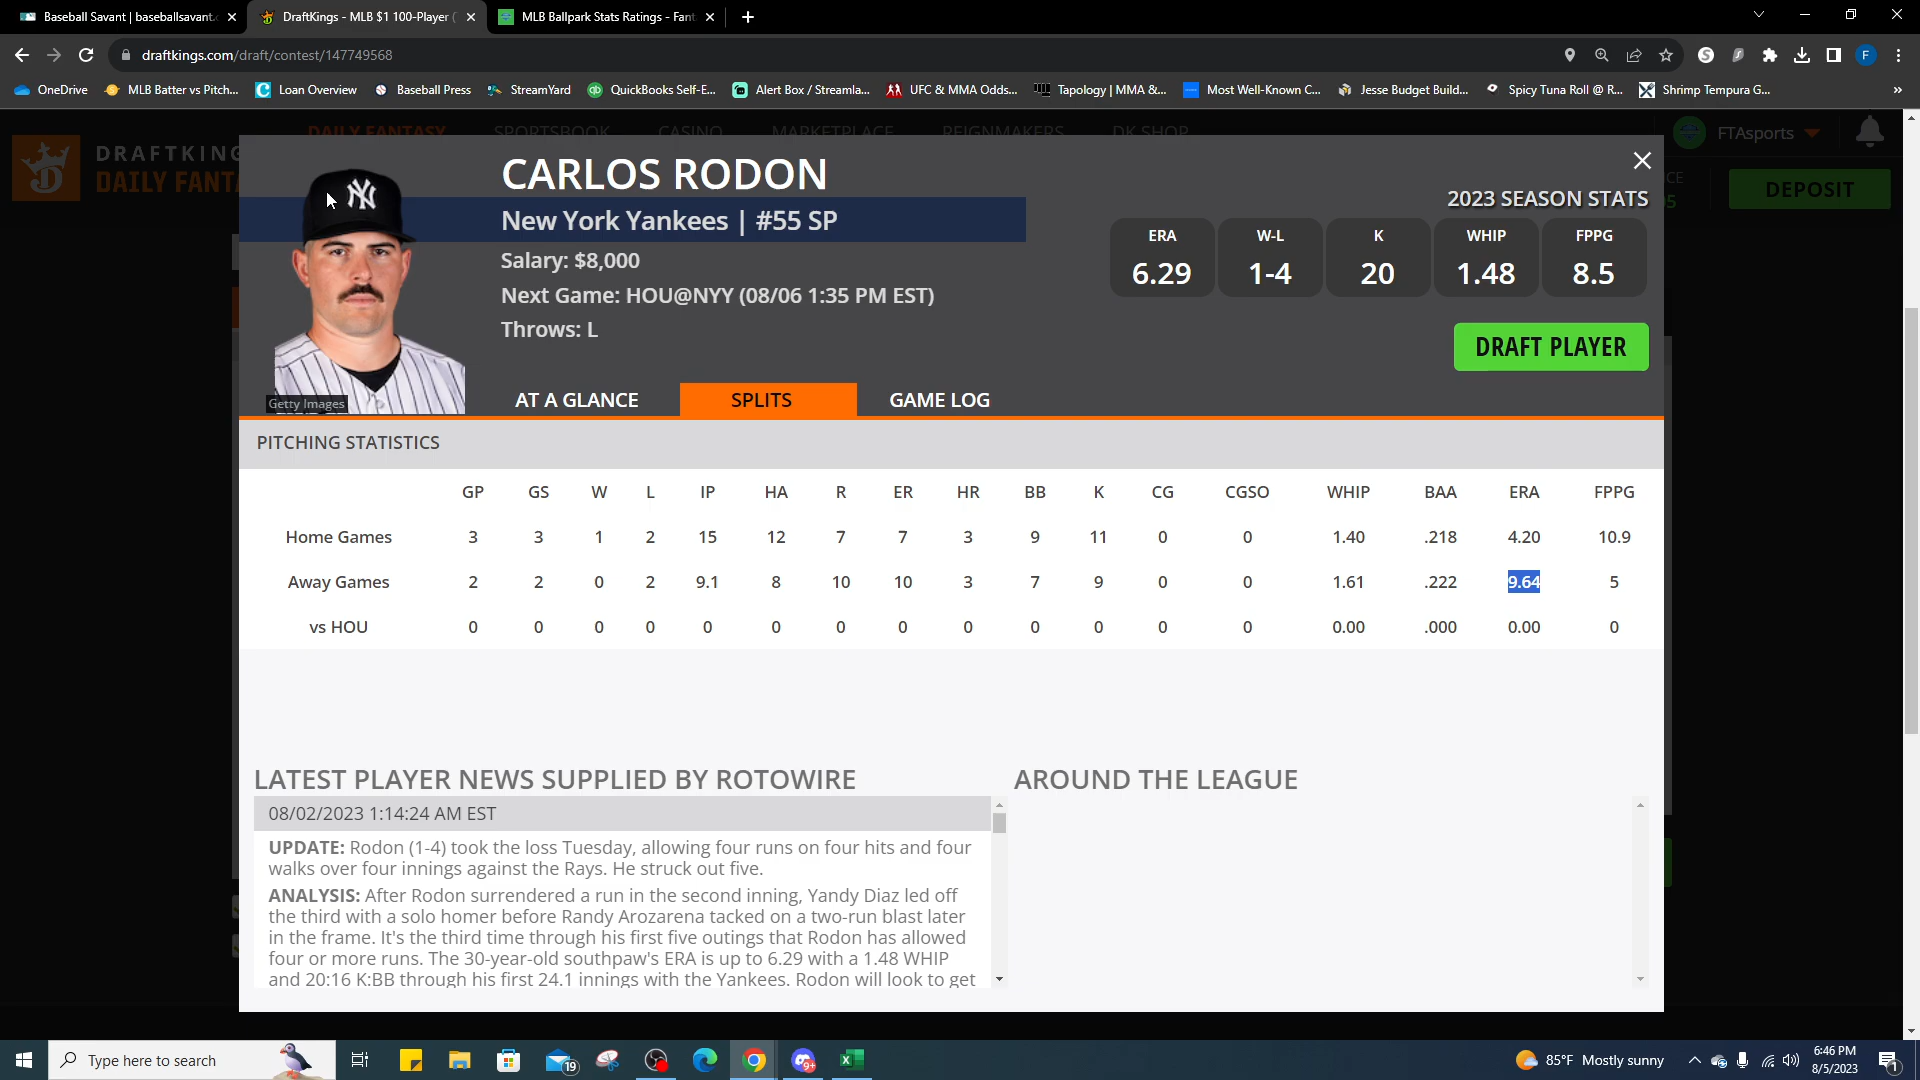 Baseball Savant | baseballsavant.
DraftKings - MLB $1 100-Player (
MLB Ballpark Stats Ratings - Fant
draftkings.com/draft/contest/147749568
OneDrive
MLB Batter vs Pitch...
Loan Overview
Baseball Press
StreamYard
QuickBooks Self-E...
Alert Box / Streamla...
UFC & MMA Odds...
Tapology | MMA &...
Most Well-Known C...
Jesse Budget Build...
Spicy Tuna Roll @ R...
Shrimp Tempura G...
DAILY FANTASY SPORTSBOOK CASINO MARKETPLACE REIGNMAKERS DK SHOP
FTAsports
DRAFTKING
DAILY FANTA
DEPOSIT
CARLOS RODON
New York Yankees | #55 SP
Salary: $8,000
Next Game: HOU@NYY (08/06 1:35 PM EST)
Throws: L
2023 SEASON STATS
ERA W-L K WHIP FPPG
6.29 1-4 20 1.48 8.5
DRAFT PLAYER
NY
Getty Images
AT A GLANCE SPLITS GAME LOG
PITCHING STATISTICS
GP GS W L IP HA R ER HR BB K CG CGSO WHIP BAA ERA FPPG
Home Games 3 3 1 2 15 12 7 7 3 9 11 0 0 1.40 .218 4.20 10.9
Away Games 2 2 0 2 9.1 8 10 10 3 7 9 0 0 1.61 .222 9.64 5
vs HOU 0 0 0 0 0 0 0 0 0 0 0 0 0 0.00 .000 0.00 0
LATEST PLAYER NEWS SUPPLIED BY ROTOWIRE
08/02/2023 1:14:24 AM EST
UPDATE: Rodon (1-4) took the loss Tuesday, allowing four runs on four hits and four
walks over four innings against the Rays. He struck out five.
ANALYSIS: After Rodon surrendered a run in the second inning, Yandy Diaz led off
the third with a solo homer before Randy Arozarena tacked on a two-run blast later
in the frame. It's the third time through his first five outings that Rodon has allowed
four or more runs. The 30-year-old southpaw's ERA is up to 6.29 with a 1.48 WHIP
and 20:16 K:BB through his first 24.1 innings with the Yankees. Rodon will look to get
AROUND THE LEAGUE
Type here to search
19
9+
85°F Mostly sunny
6:46 PM
8/5/2023
1